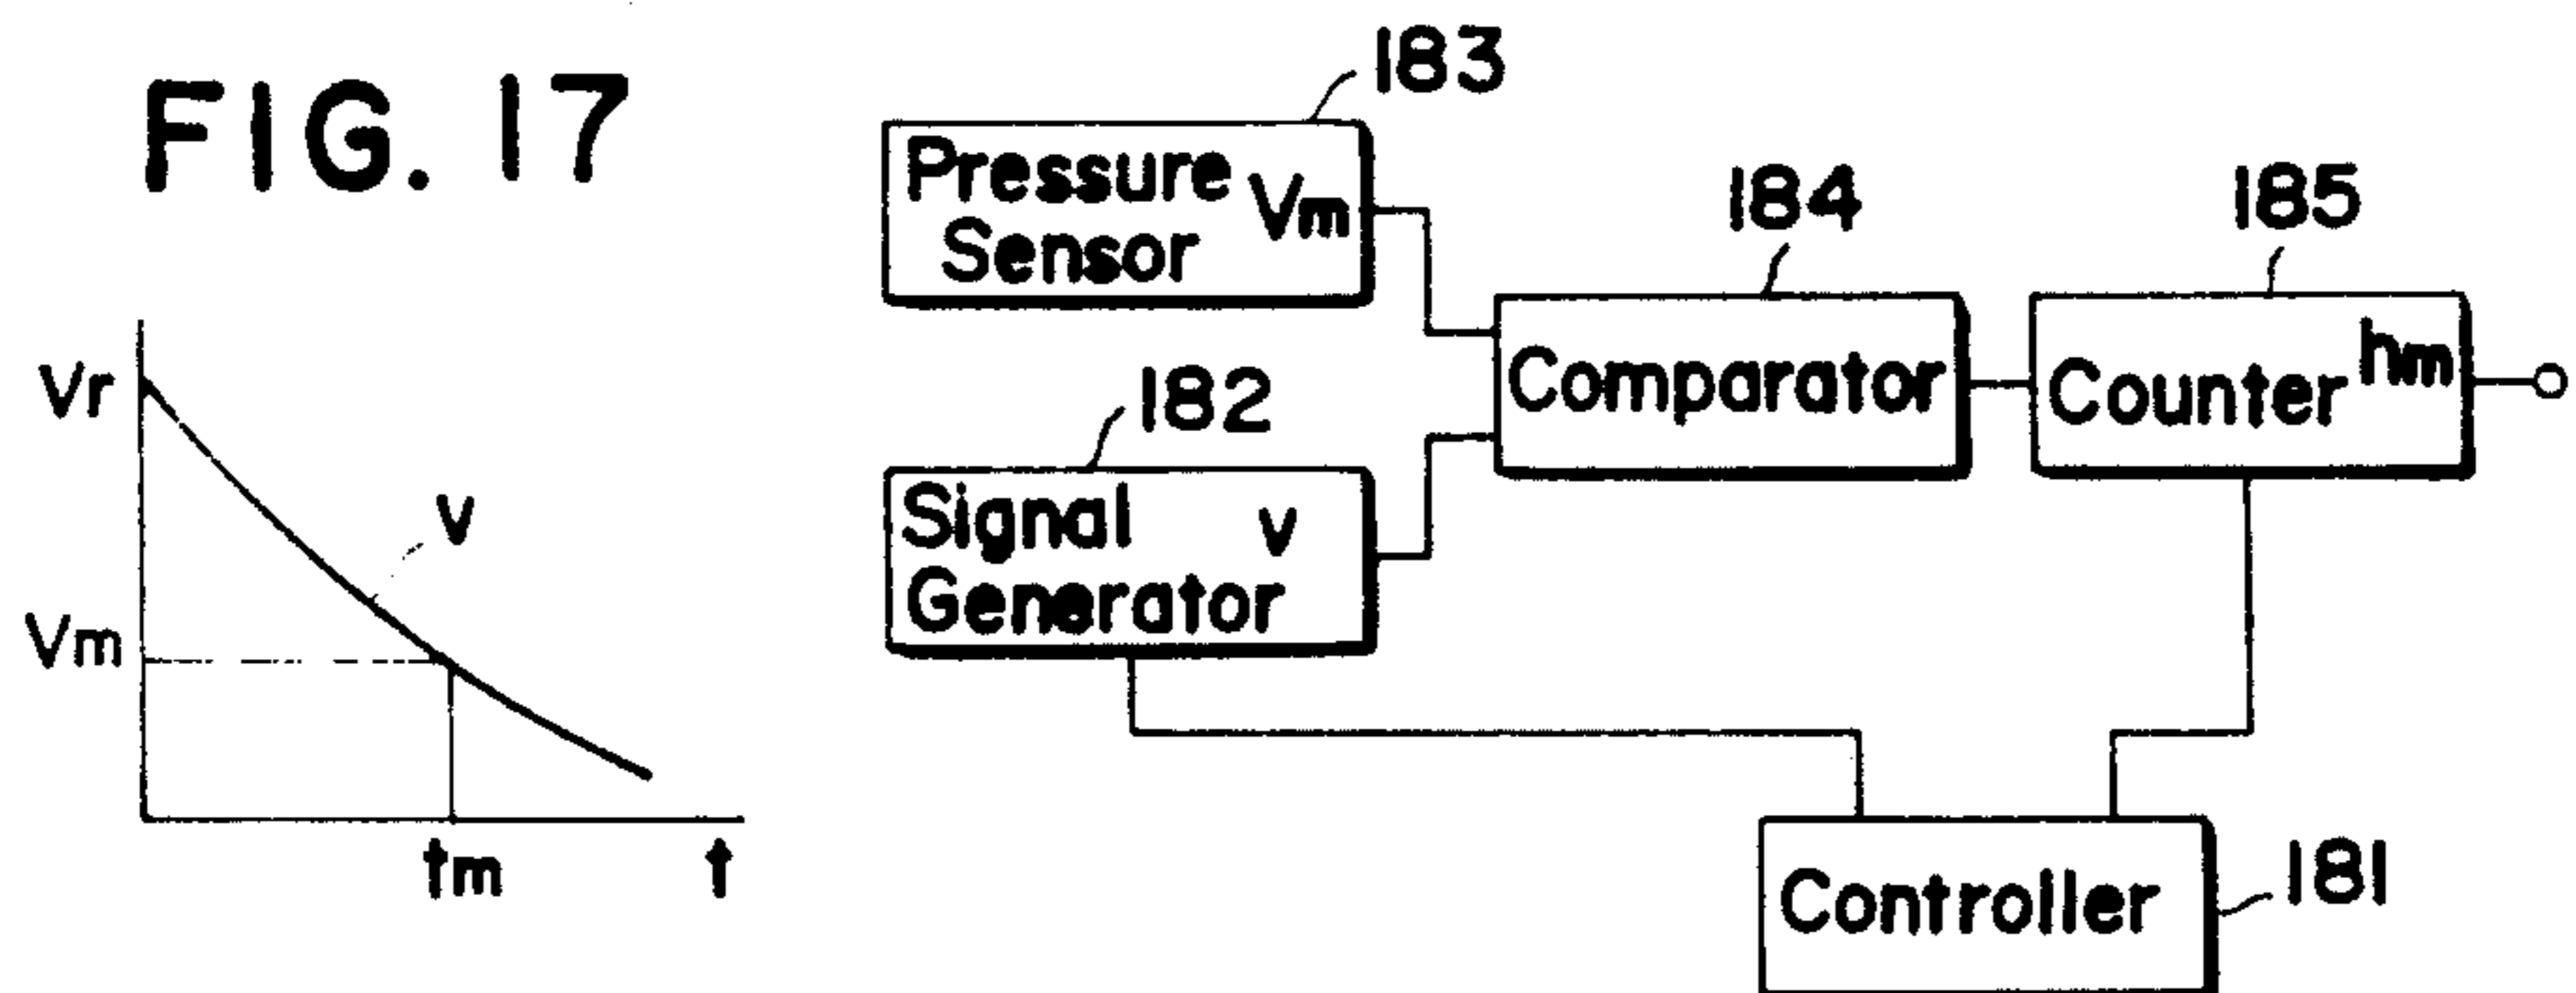 FIG. 17
Vr
v
Vm
tm
t
183
Pressure
Sensor
Vm
182
Signal
Generator
v
184
Comparator
185
Counter
hm
Controller
181